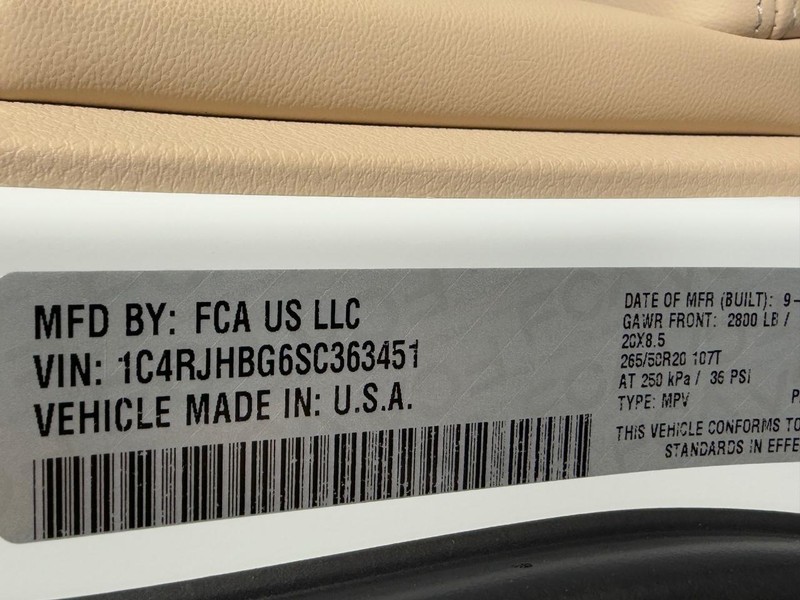 MFD BY: FCA US LLC
VIN: 1C4RJHBG6SC363451
VEHICLE MADE IN: U.S.A.
DATE OF MFR (BUILT): 9-
GAWR FRONT: 2800 LB /
20X8.5
265/50R20 107T
AT 250 kPa / 36 PSI
TYPE: MPV P
THIS VEHICLE CONFORMS TO
STANDARDS IN EFFE